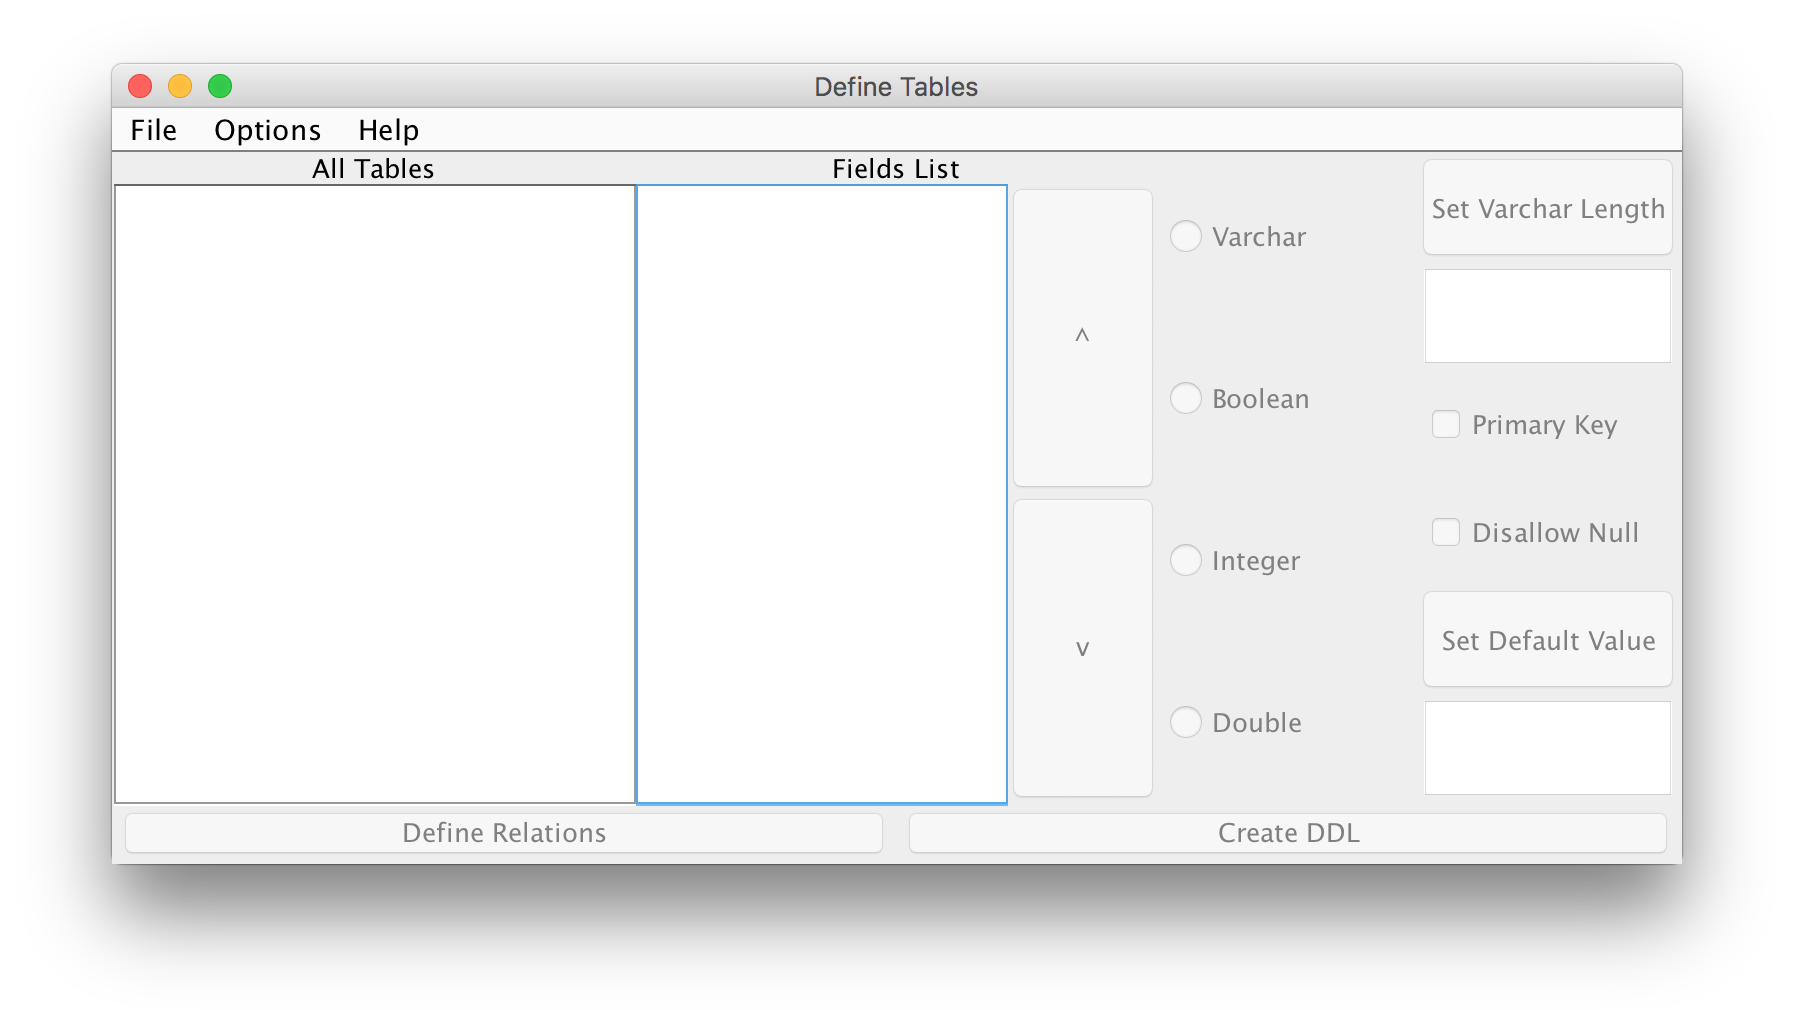 Define Tables
File Options Help
All Tables
Fields List
^
v
Varchar
Boolean
Integer
Double
Set Varchar Length
Primary Key
Disallow Null
Set Default Value
Define Relations
Create DDL